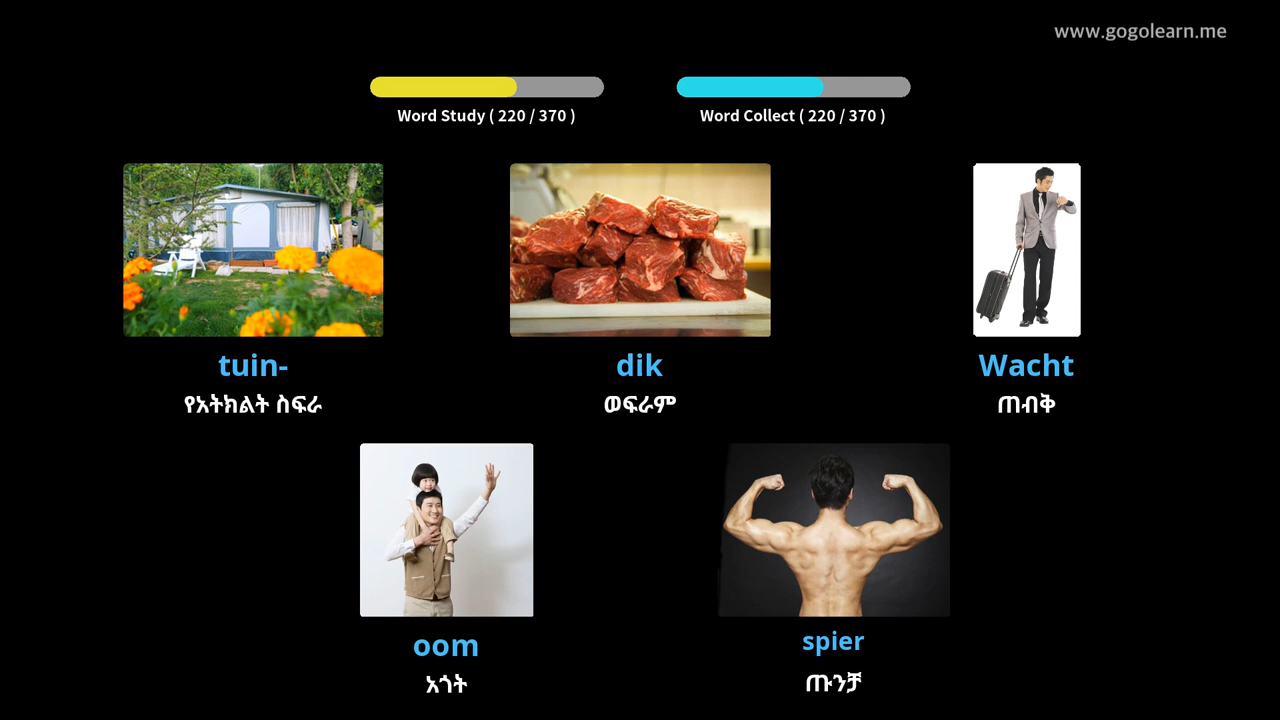 www.gogolearn.me
Word Study ( 220 / 370 )
Word Collect ( 220 / 370 )
tuin-
የአትክልት ስፍራ
dik
ወፍራም
Wacht
ጠብቅ
oom
አጎት
spier
ጡንቻ